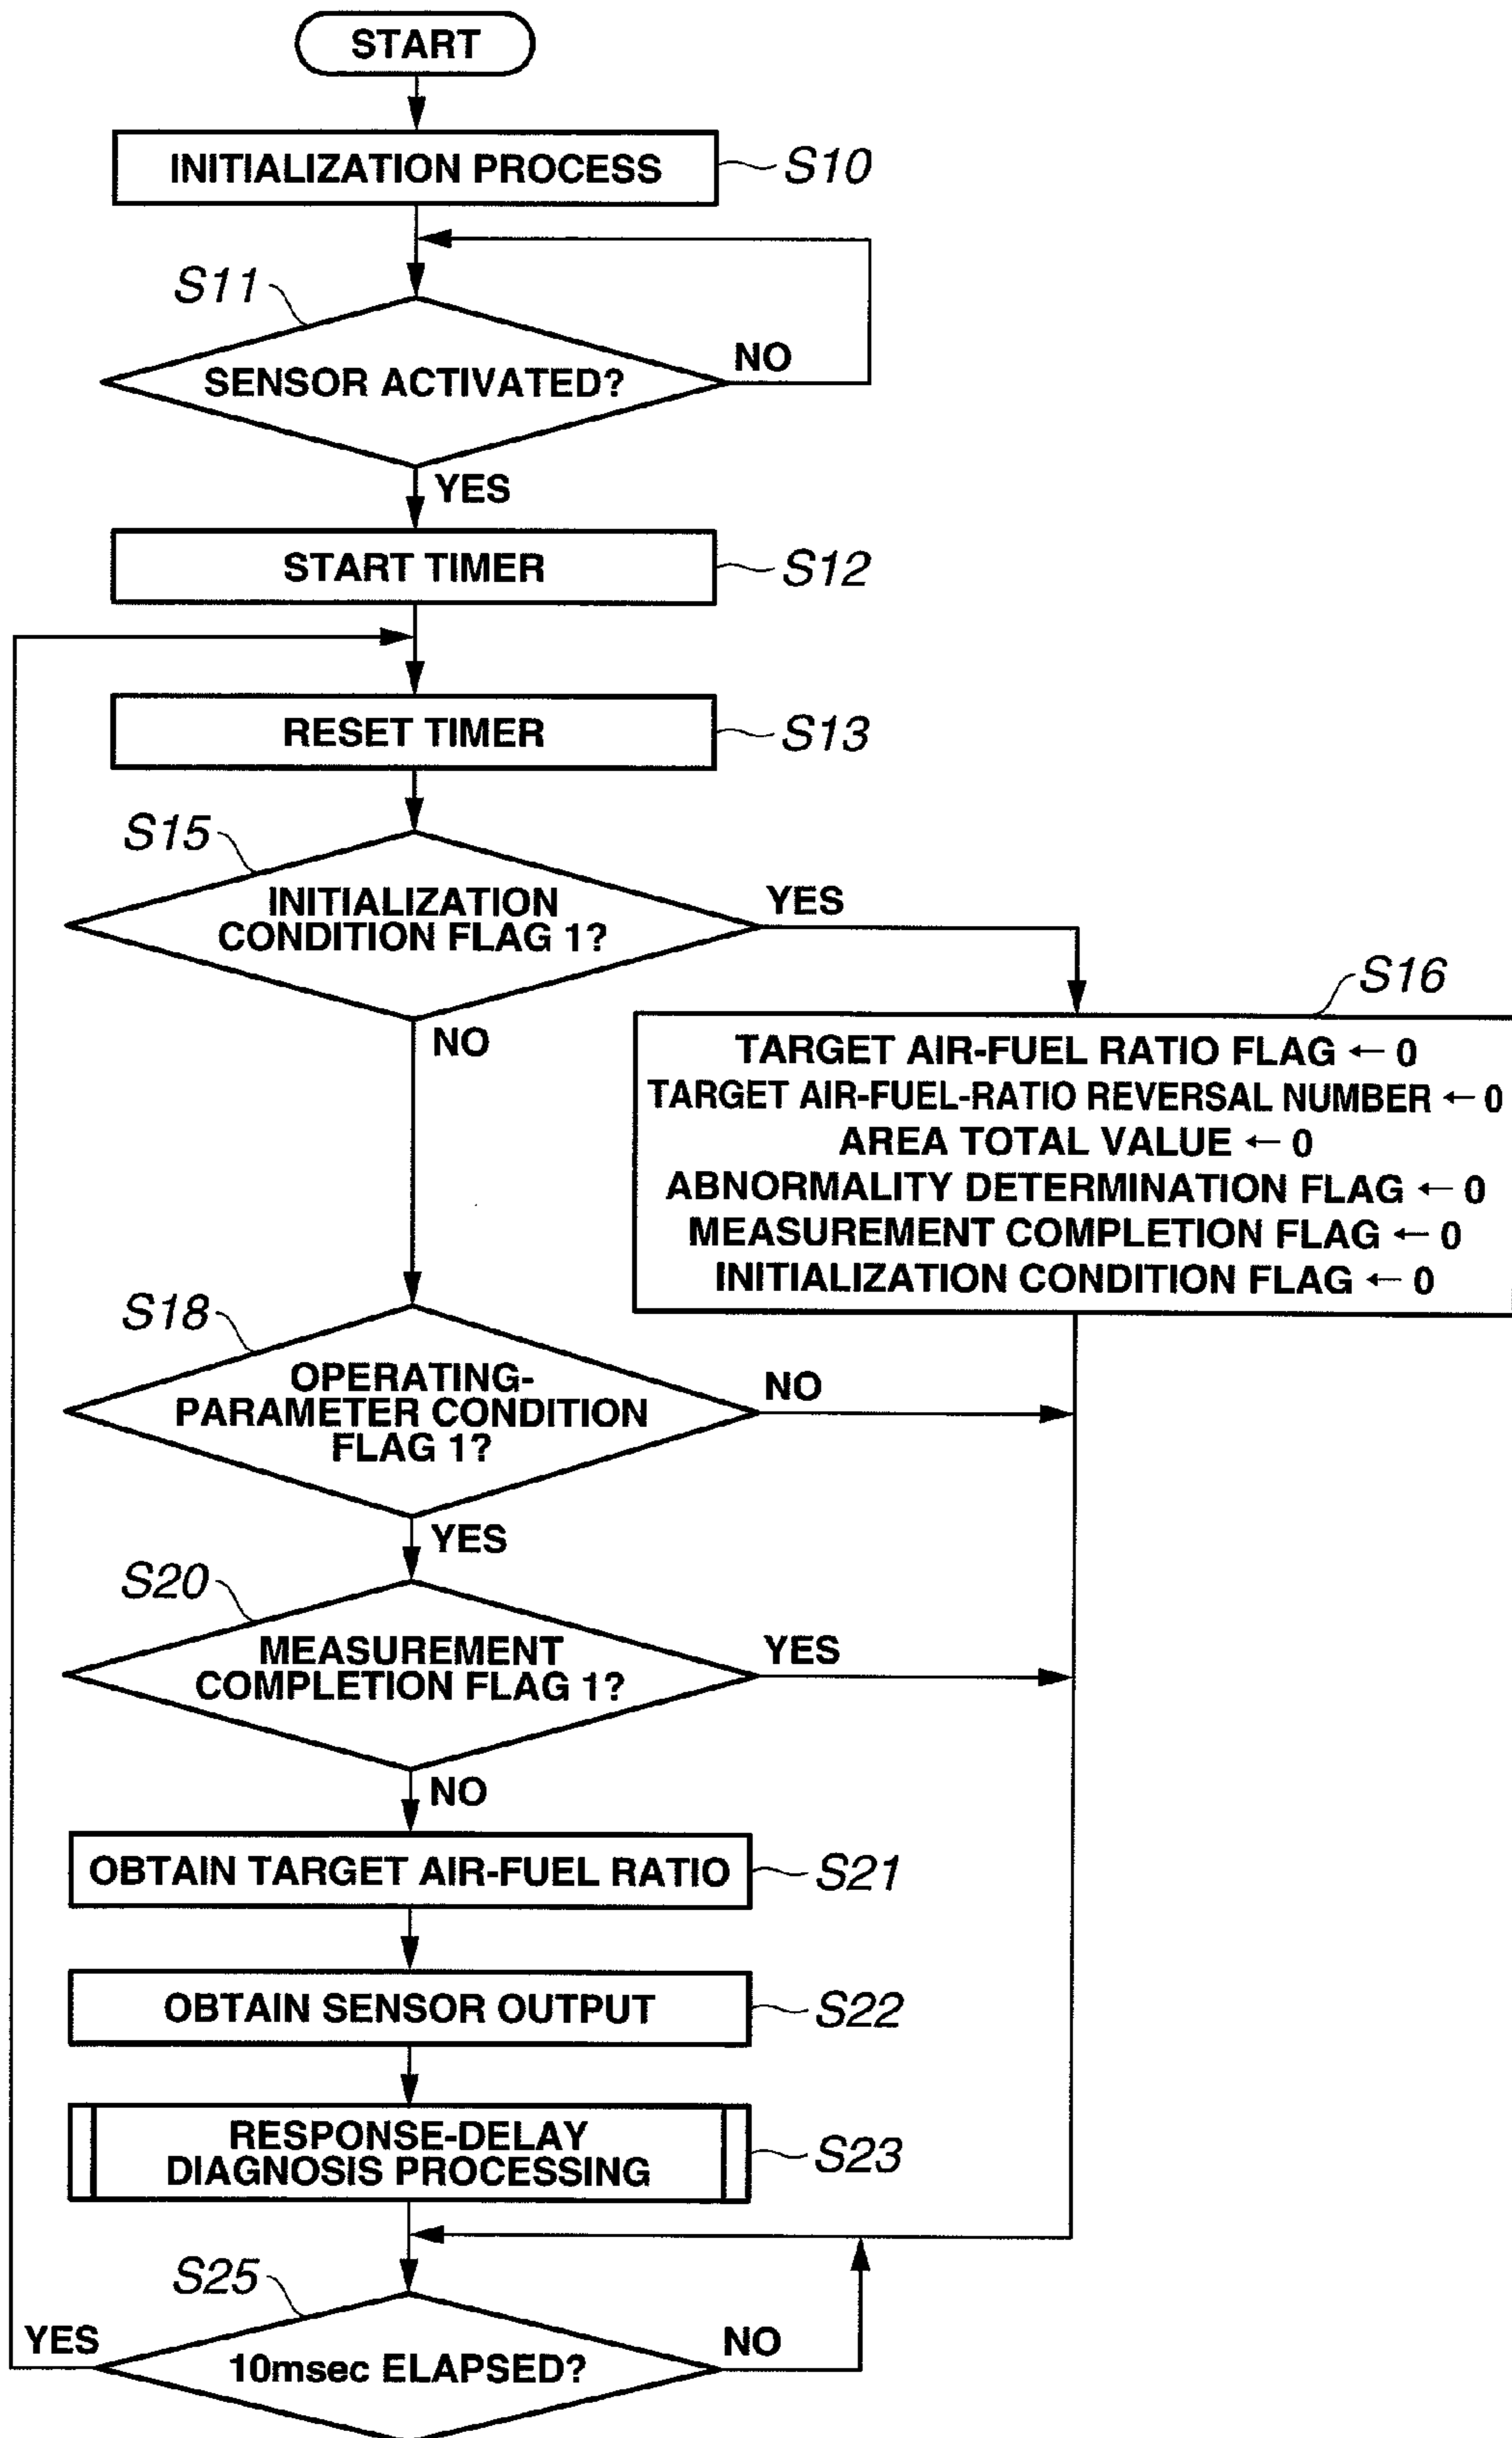 START
INITIALIZATION PROCESS
S10
S11
SENSOR ACTIVATED?
NO
YES
START TIMER
S12
RESET TIMER
S13
S15
INITIALIZATION
CONDITION FLAG 1?
YES
NO
S16
TARGET AIR-FUEL RATIO FLAG ← 0
TARGET AIR-FUEL-RATIO REVERSAL NUMBER ← 0
AREA TOTAL VALUE ← 0
ABNORMALITY DETERMINATION FLAG ← 0
MEASUREMENT COMPLETION FLAG ← 0
INITIALIZATION CONDITION FLAG ← 0
S18
OPERATING-
PARAMETER CONDITION
FLAG 1?
NO
YES
S20
MEASUREMENT
COMPLETION FLAG 1?
YES
NO
OBTAIN TARGET AIR-FUEL RATIO
S21
OBTAIN SENSOR OUTPUT
S22
RESPONSE-DELAY
DIAGNOSIS PROCESSING
S23
S25
YES
10msec ELAPSED?
NO